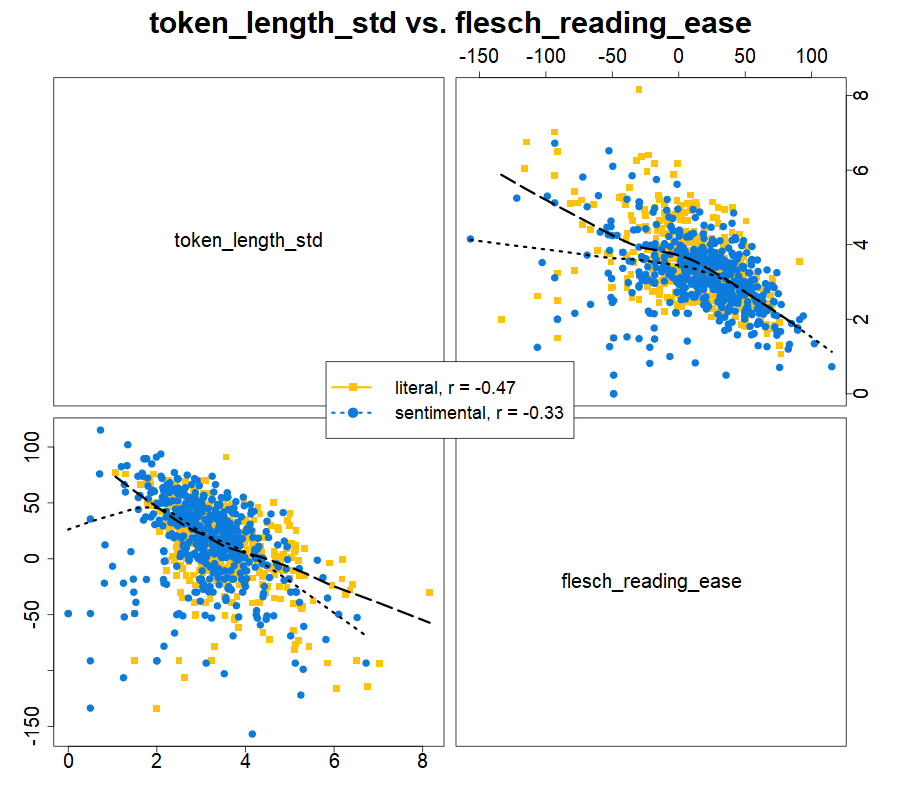 token_length_std vs. flesch_reading_ease
-150 -100 -50 0 50 100
token_length_std
0 2 4 6 8
literal, r = -0.47
sentimental, r = -0.33
-150 -50 0 50 100
flesch_reading_ease
0 2 4 6 8